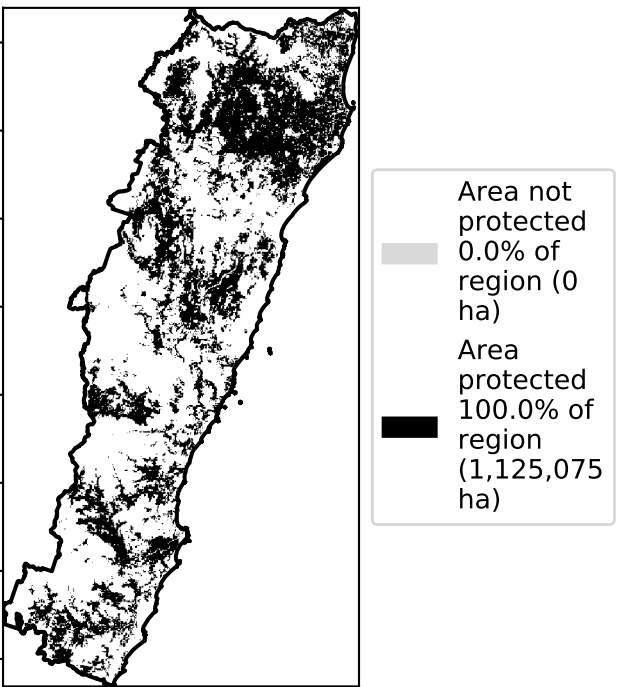 Area not
protected
0.0% of
region (0
ha)
Area
protected
100.0% of
region
(1,125,075
ha)